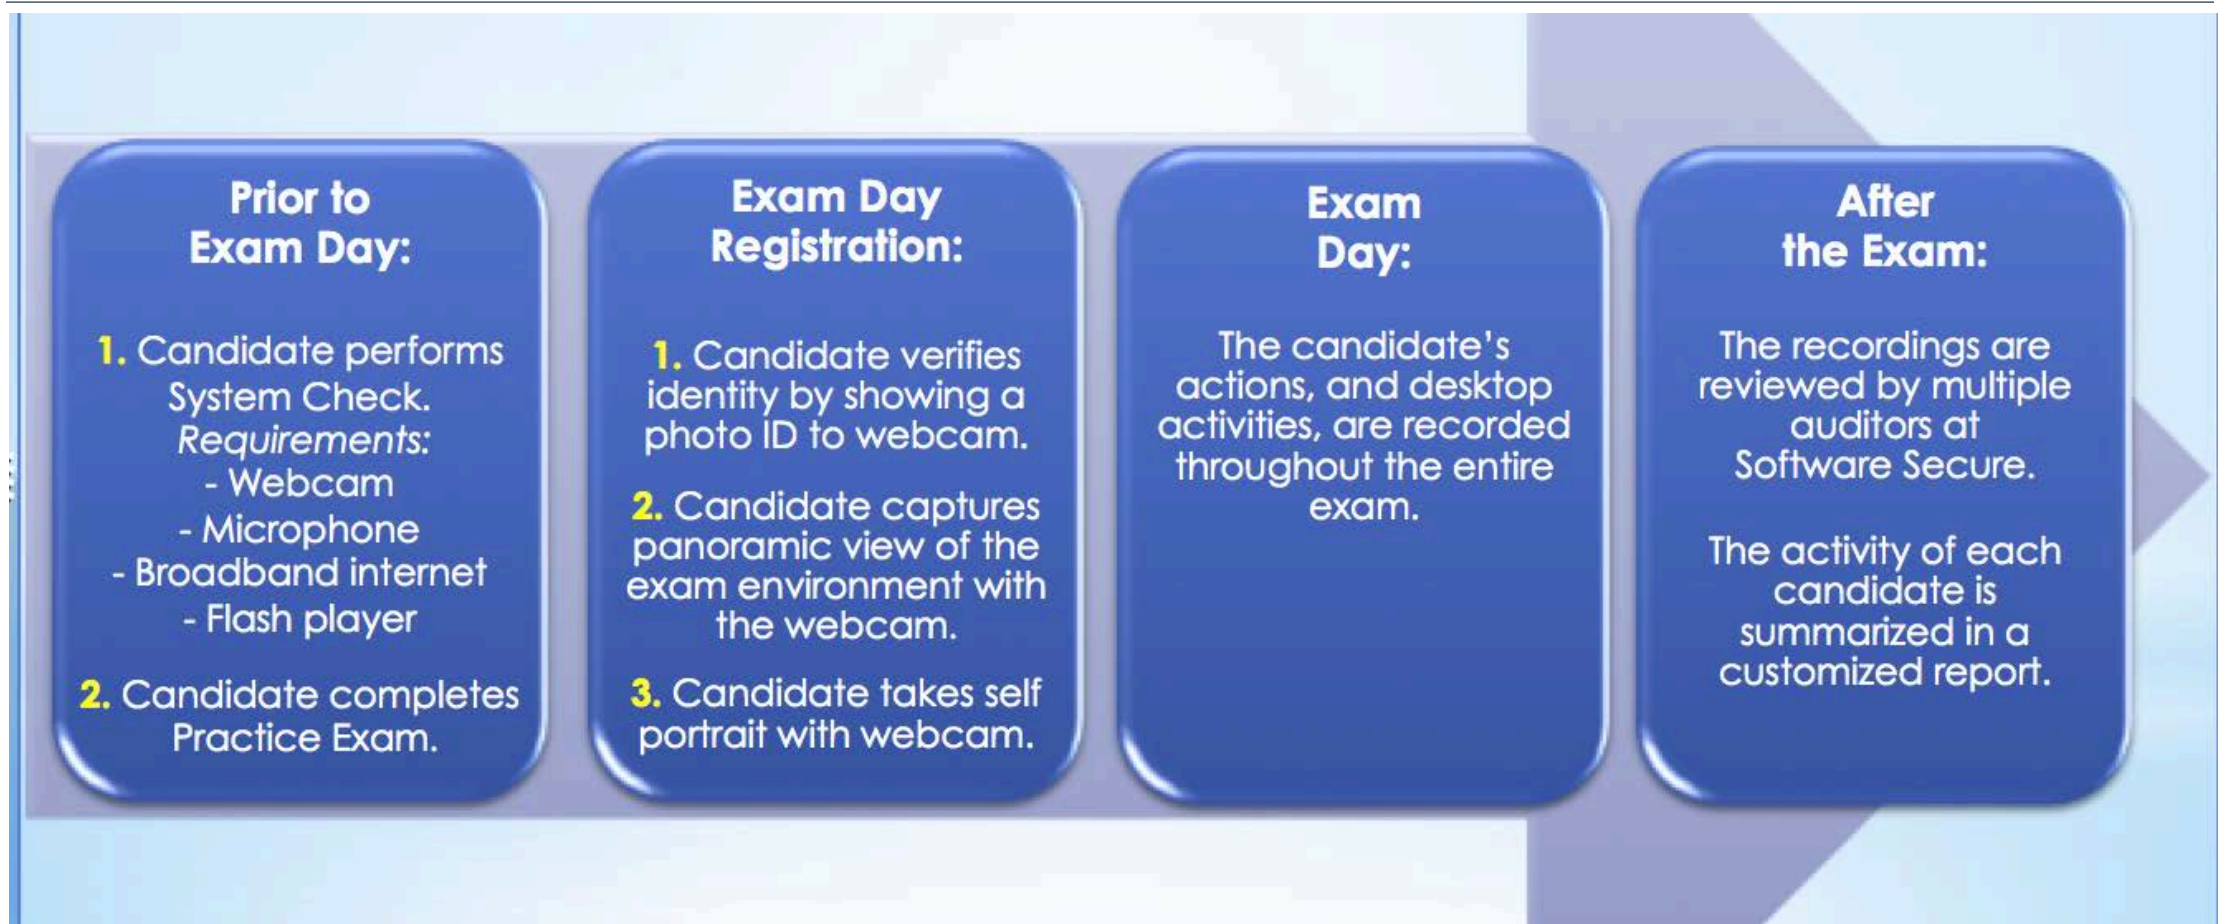 Prior to
Exam Day:
1. Candidate performs
System Check.
Requirements:
- Webcam
- Microphone
- Broadband internet
- Flash player
2. Candidate completes
Practice Exam.
Exam Day
Registration:
1. Candidate verifies
identity by showing a
photo ID to webcam.
2. Candidate captures
panoramic view of the
exam environment with
the webcam.
3. Candidate takes self
portrait with webcam.
Exam
Day:
The candidate's
actions, and desktop
activities, are recorded
throughout the entire
exam.
After
the Exam:
The recordings are
reviewed by multiple
auditors at
Software Secure.
The activity of each
candidate is
summarized in a
customized report.